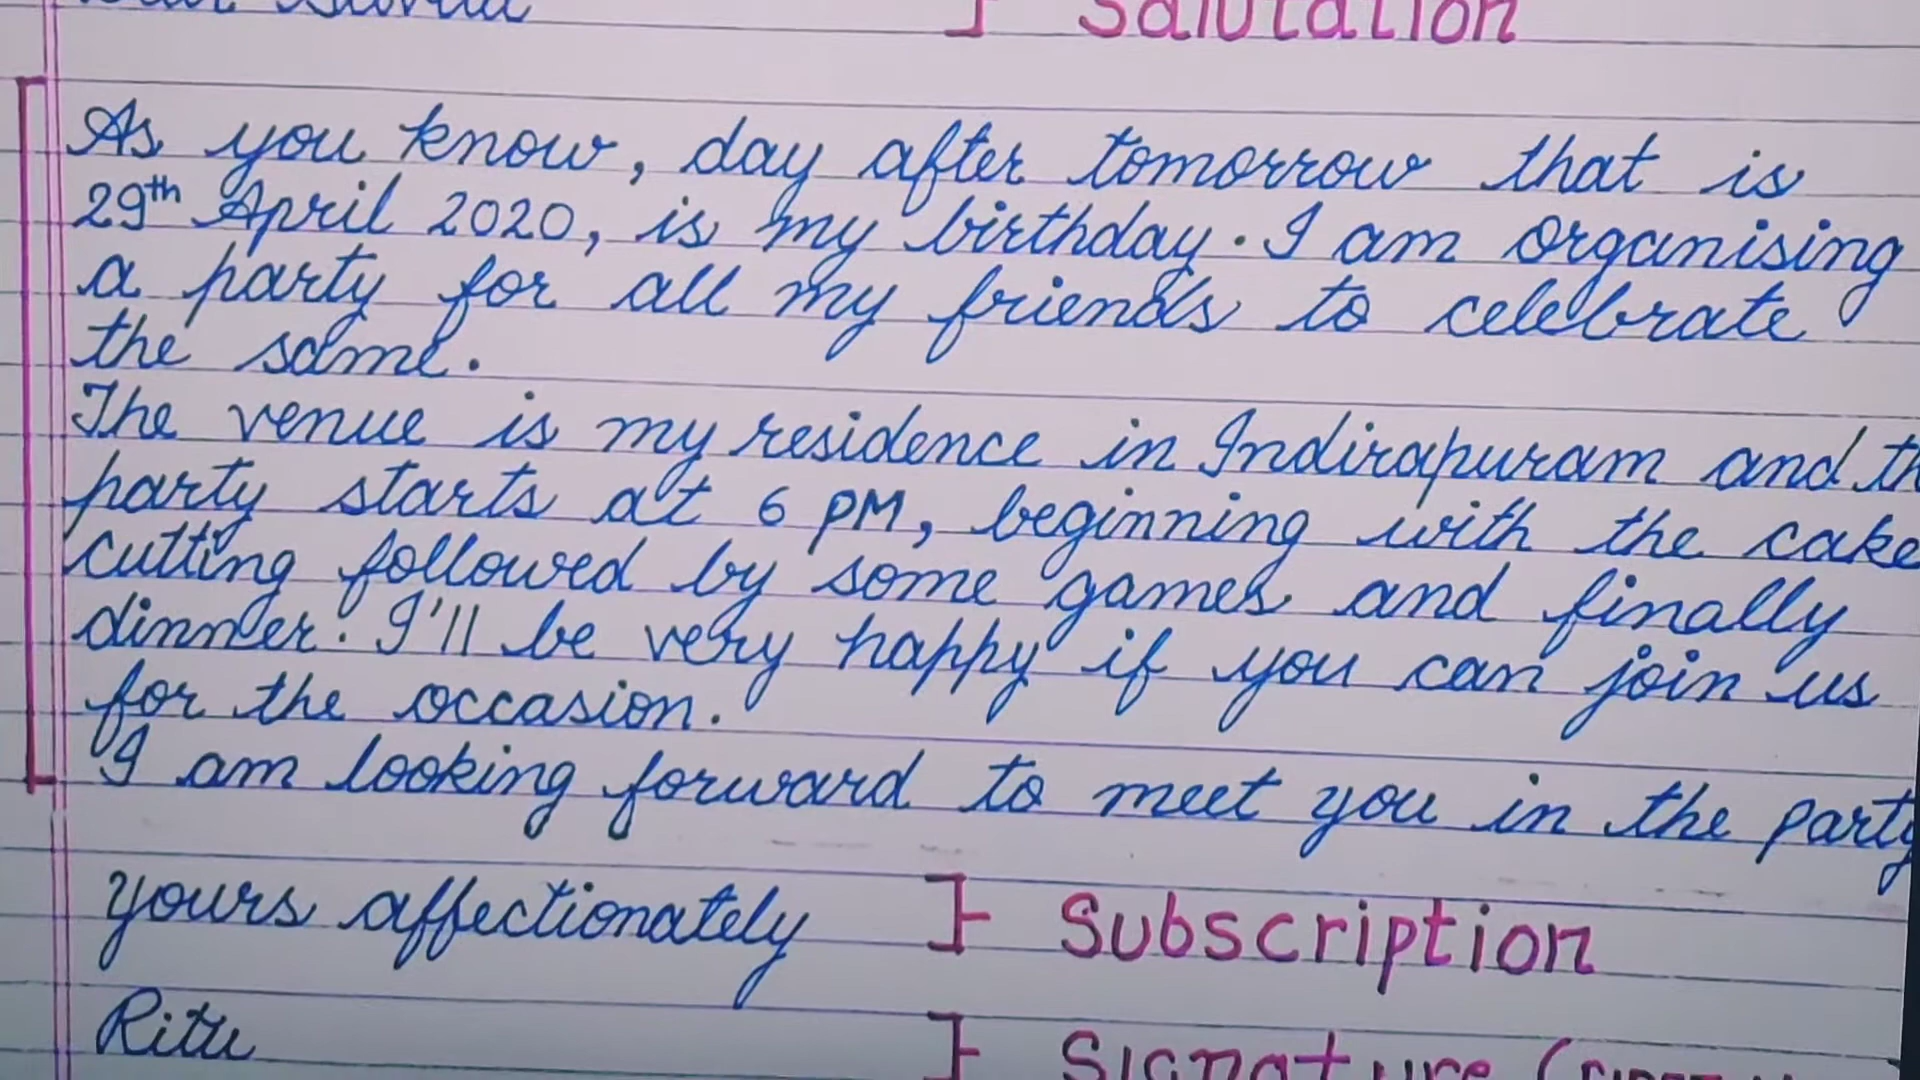 Salutation
As you know, day after tomorrow that is
29th April 2020, is my birthday. I am organising
a party for all my friends to celebrate
the same.
The venue is my residence in Indirapuram and th
party starts at 6 PM, beginning with the cake
cutting followed by some games and finally
dinner. I'll be very happy if you can join us
for the occasion.
I am looking forward to meet you in the party
yours affectionately } Subscription
Ritu } Signature (